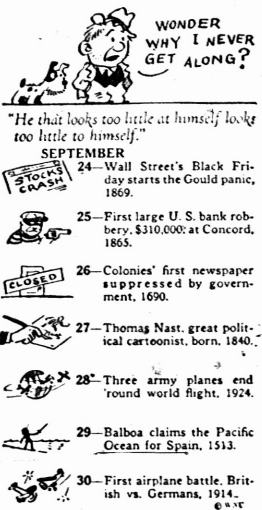 WONDER
WHY I NEVER
GET ALONG?
"He that looks too little at himself looks
too little to himself."
SEPTEMBER
STOCKS
CRASH
24—Wall Street's Black Fri-
day starts the Gould panic,
1869.
25—First large U. S. bank rob-
bery, $310,000, at Concord,
1865.
CLOSED
26—Colonies' first newspaper
suppressed by govern-
ment, 1690.
27—Thomas Nast, great polit-
ical cartoonist, born, 1840.
28—Three army planes end
'round world flight, 1924.
29—Balboa claims the Pacific
Ocean for Spain, 1513.
30—First airplane battle, Brit-
ish vs. Germans, 1914.